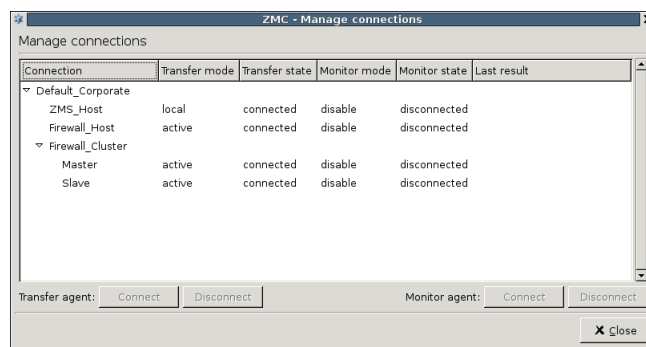 ZMC - Manage connections
Manage connections
Connection Transfer mode Transfer state Monitor mode Monitor state Last result
Default_Corporate
ZMS_Host local connected disable disconnected
Firewall_Host active connected disable disconnected
Firewall_Cluster
Master active connected disable disconnected
Slave active connected disable disconnected
Transfer agent: Connect Disconnect Monitor agent: Connect Disconnect
Close